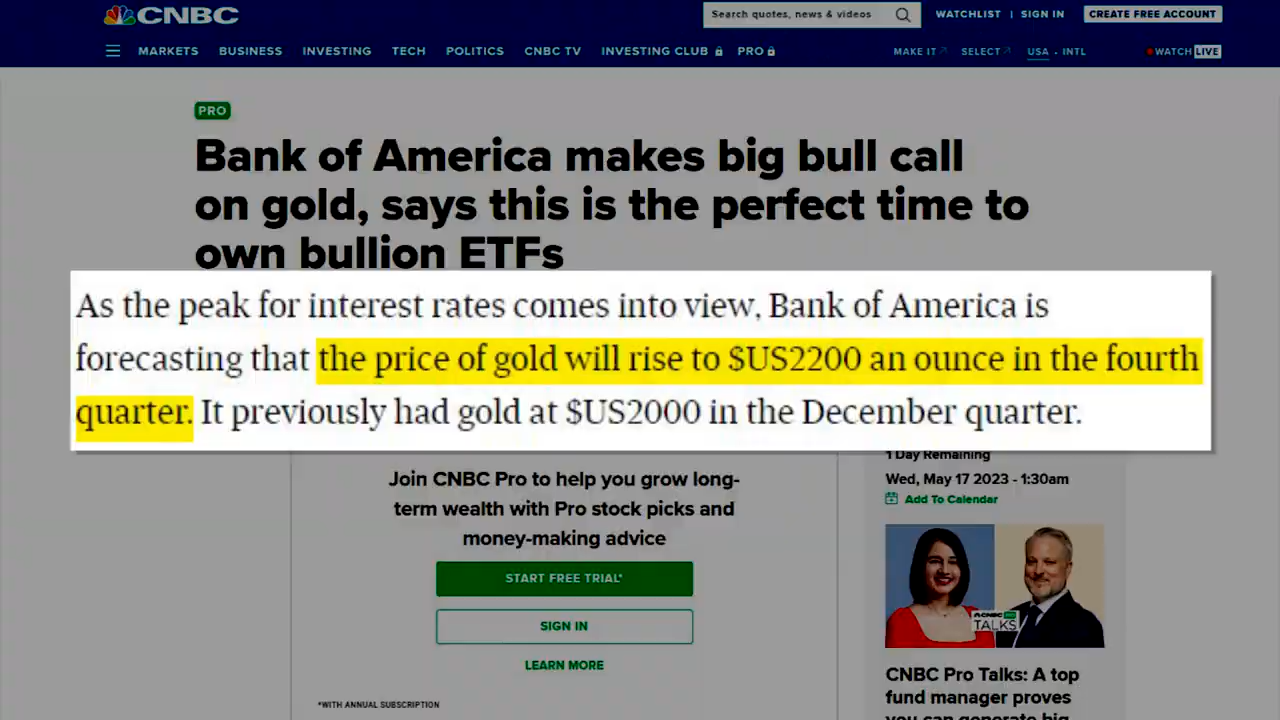 CNBC
Search quotes, news & videos
WATCHLIST | SIGN IN
CREATE FREE ACCOUNT
MARKETS BUSINESS INVESTING TECH POLITICS CNBC TV INVESTING CLUB PRO
MAKE IT SELECT USA • INTL
WATCH LIVE
PRO
Bank of America makes big bull call
on gold, says this is the perfect time to
own bullion ETFs
As the peak for interest rates comes into view, Bank of America is
forecasting that the price of gold will rise to $US2200 an ounce in the fourth
quarter. It previously had gold at $US2000 in the December quarter.
Join CNBC Pro to help you grow long-
term wealth with Pro stock picks and
money-making advice
START FREE TRIAL*
SIGN IN
LEARN MORE
*WITH ANNUAL SUBSCRIPTION
1 Day Remaining
Wed, May 17 2023 - 1:30am
Add To Calendar
CNBC PRO
TALKS
CNBC Pro Talks: A top
fund manager proves
you can generate big